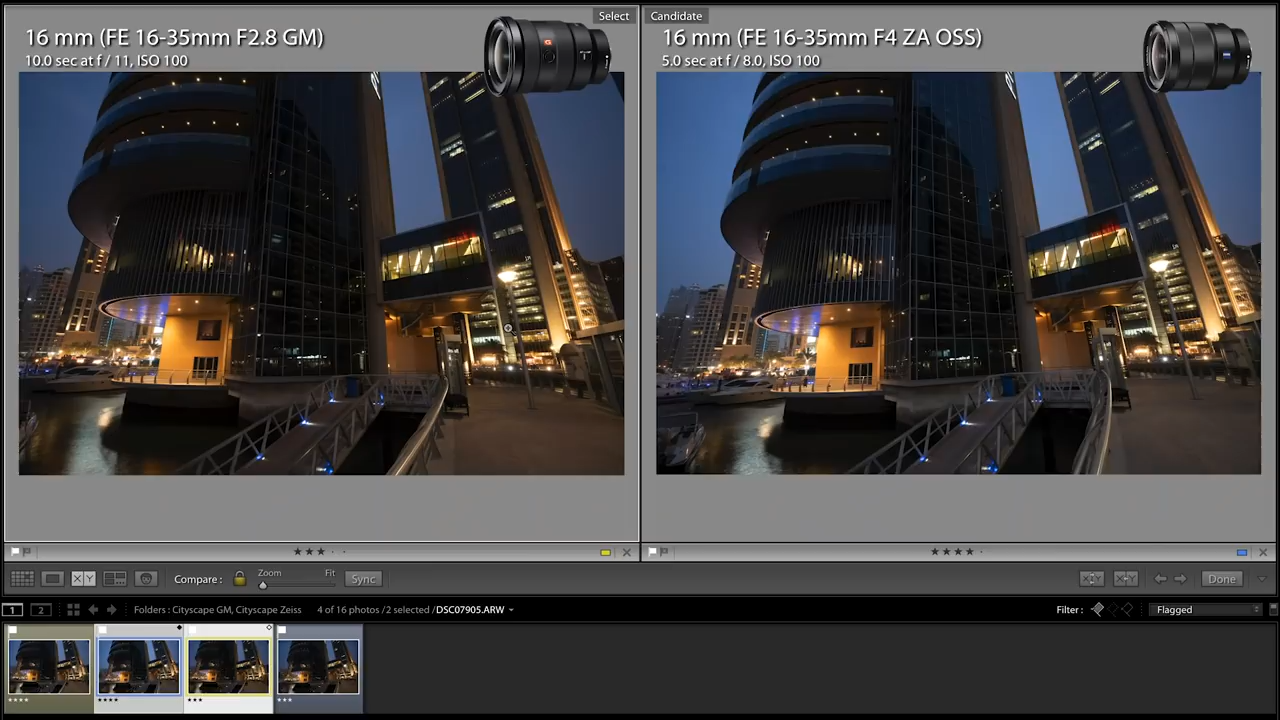 Select
Candidate
16 mm (FE 16-35mm F2.8 GM)
10.0 sec at f / 11, ISO 100
16 mm (FE 16-35mm F4 ZA OSS)
5.0 sec at f / 8.0, ISO 100
X Y
Compare :
Zoom
Fit
Sync
Done
1
2
Folders : Cityscape GM, Cityscape Zeiss
4 of 16 photos /2 selected /DSC07905.ARW
Filter :
Flagged